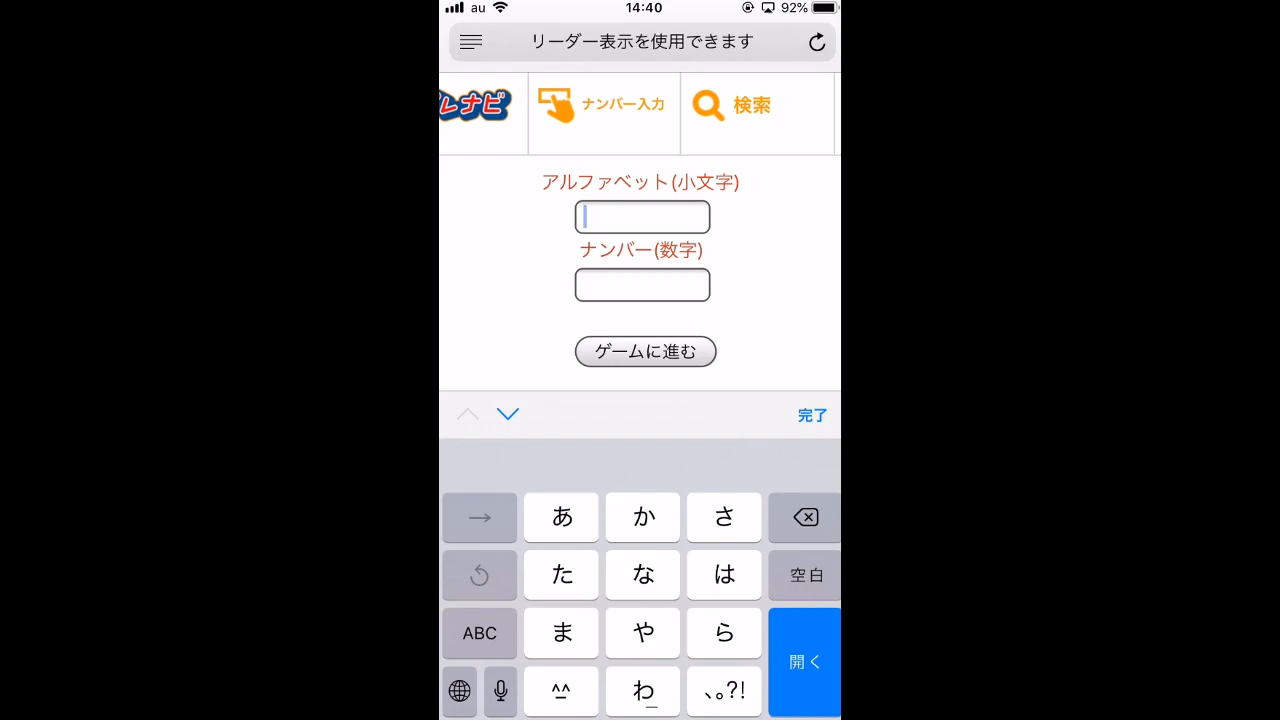 au 14:40 92%
リーダー表示を使用できます
レナビ ナンバー入力 検索
アルファベット(小文字)
ナンバー(数字)
ゲームに進む
完了
→ あ か さ
た な は 空白
ABC ま や ら 開く
^^ わ_ 、。?!